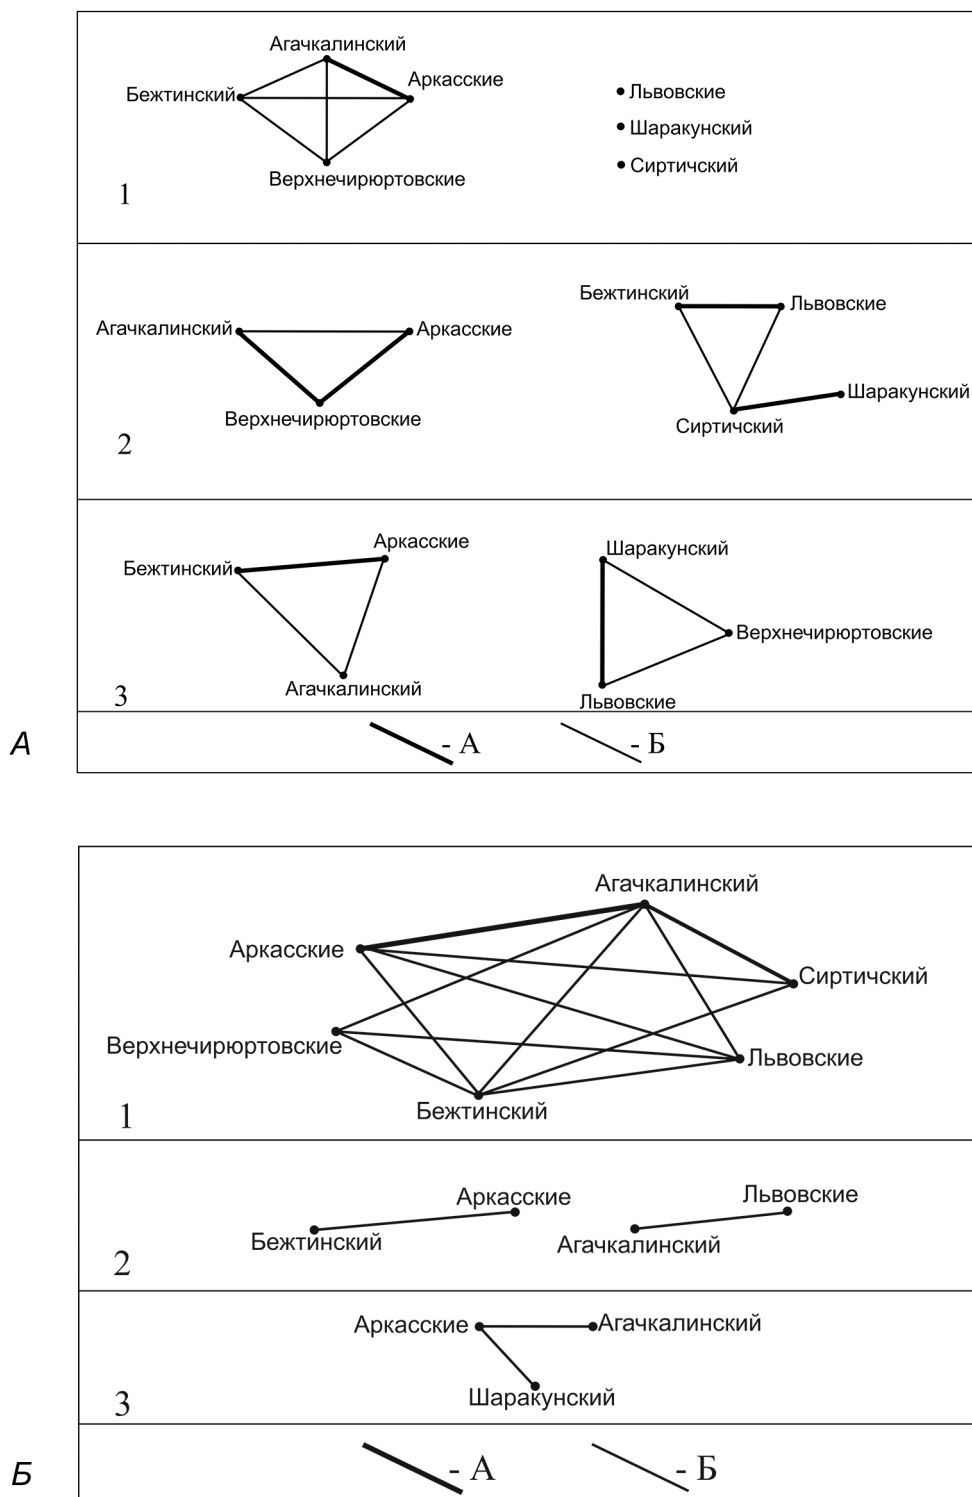 Агачкалинский
Аркасские
Бежтинский
Львовские
Шаракунский
Сиртичский
Верхнечирюртовские
1
Бежтинский
Львовские
Агачкалинский
Аркасские
Шаракунский
Верхнечирюртовские
Сиртичский
2
Аркасские
Шаракунский
Бежтинский
Верхнечирюртовские
Агачкалинский
Львовские
3
А
- А
- Б
Агачкалинский
Аркасские
Сиртичский
Верхнечирюртовские
Львовские
Бежтинский
1
Аркасские
Львовские
Бежтинский
Агачкалинский
2
Аркасские
Агачкалинский
Шаракунский
3
Б
- А
- Б